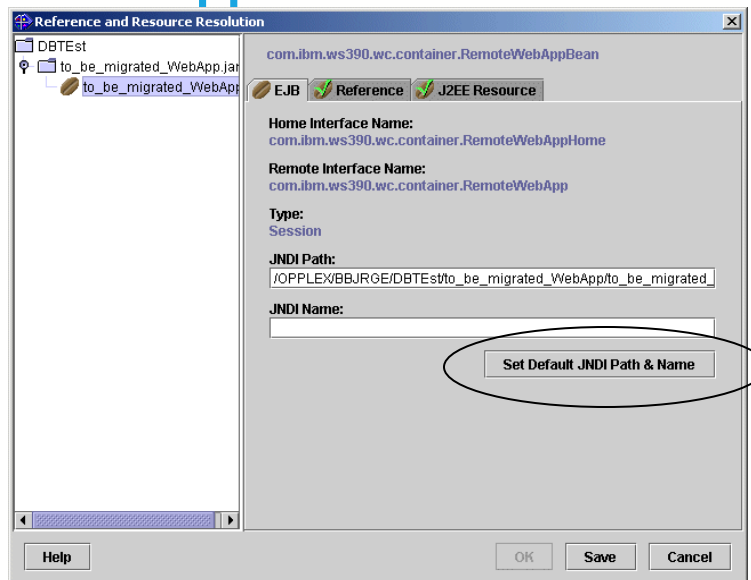 Reference and Resource Resolution
DBTEst
to_be_migrated_WebApp.jar
to_be_migrated_WebApp
com.ibm.ws390.wc.container.RemoteWebAppBean
EJB Reference J2EE Resource
Home Interface Name:
com.ibm.ws390.wc.container.RemoteWebAppHome
Remote Interface Name:
com.ibm.ws390.wc.container.RemoteWebApp
Type:
Session
JNDI Path:
/OPPLEX/BBJRGE/DBTEst/to_be_migrated_WebApp/to_be_migrated_
JNDI Name:
Set Default JNDI Path & Name
Help OK Save Cancel